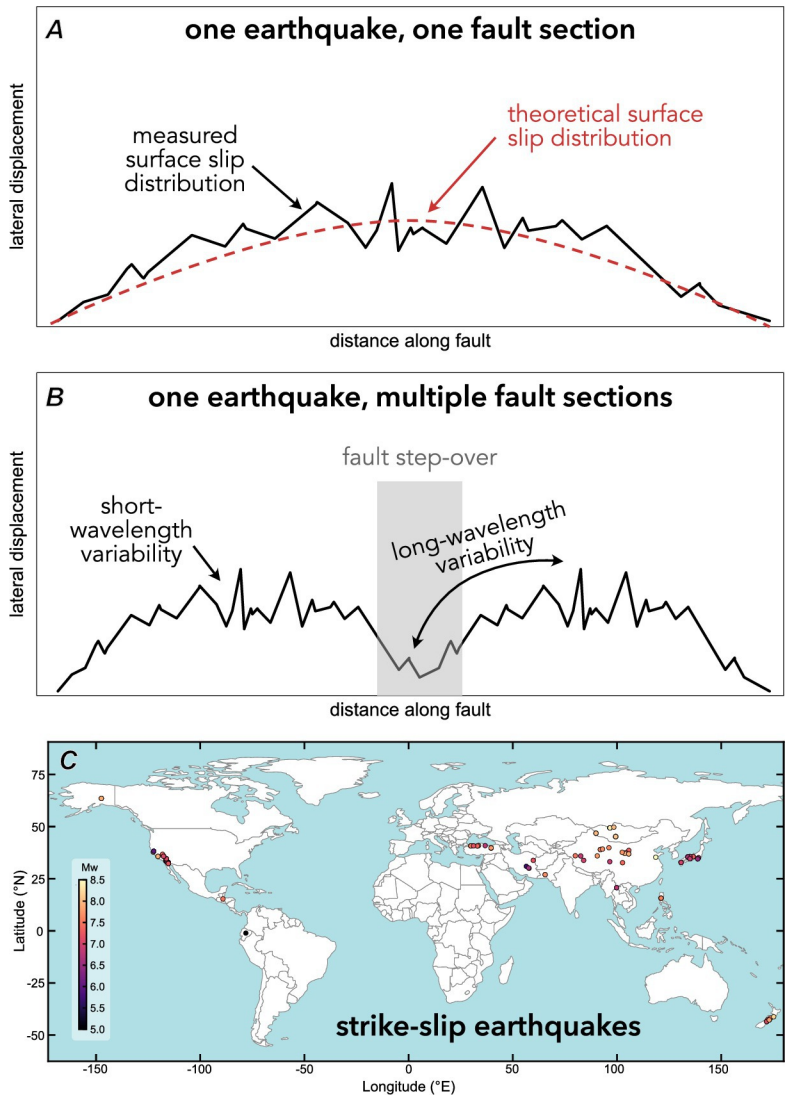 A
one earthquake, one fault section
lateral displacement
measured
surface slip
distribution
theoretical surface
slip distribution
distance along fault
B
one earthquake, multiple fault sections
lateral displacement
fault step-over
short-
wavelength
variability
long-wavelength
variability
distance along fault
C
75
50
25
0
-25
-50
Latitude (°N)
Mw
8.5
8.0
7.5
7.0
6.5
6.0
5.5
5.0
strike-slip earthquakes
-150
-100
-50
0
50
100
150
Longitude (°E)